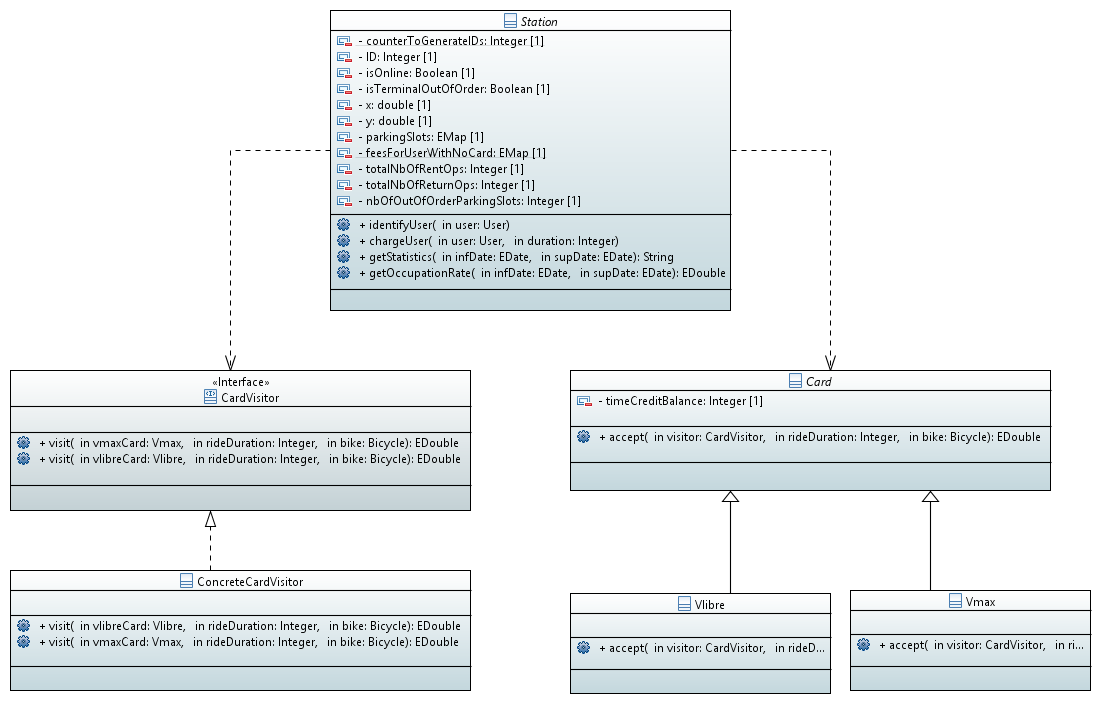 Station
- counterToGenerateIDs: Integer [1]
- ID: Integer [1]
- isOnline: Boolean [1]
- isTerminalOutOfOrder: Boolean [1]
- x: double [1]
- y: double [1]
- parkingSlots: EMap [1]
- feesForUserWithNoCard: EMap [1]
- totalNbOfRentOps: Integer [1]
- totalNbOfReturnOps: Integer [1]
- nbOfOutOfOrderParkingSlots: Integer [1]
+ identifyUser( in user: User)
+ chargeUser( in user: User, in duration: Integer)
+ getStatistics( in infDate: EDate, in supDate: EDate): String
+ getOccupationRate( in infDate: EDate, in supDate: EDate): EDouble
«Interface»
CardVisitor
+ visit( in vmaxCard: Vmax, in rideDuration: Integer, in bike: Bicycle): EDouble
+ visit( in vlibreCard: Vlibre, in rideDuration: Integer, in bike: Bicycle): EDouble
Card
- timeCreditBalance: Integer [1]
+ accept( in visitor: CardVisitor, in rideDuration: Integer, in bike: Bicycle): EDouble
ConcreteCardVisitor
+ visit( in vlibreCard: Vlibre, in rideDuration: Integer, in bike: Bicycle): EDouble
+ visit( in vmaxCard: Vmax, in rideDuration: Integer, in bike: Bicycle): EDouble
Vlibre
+ accept( in visitor: CardVisitor, in rideD...
Vmax
+ accept( in visitor: CardVisitor, in ri...